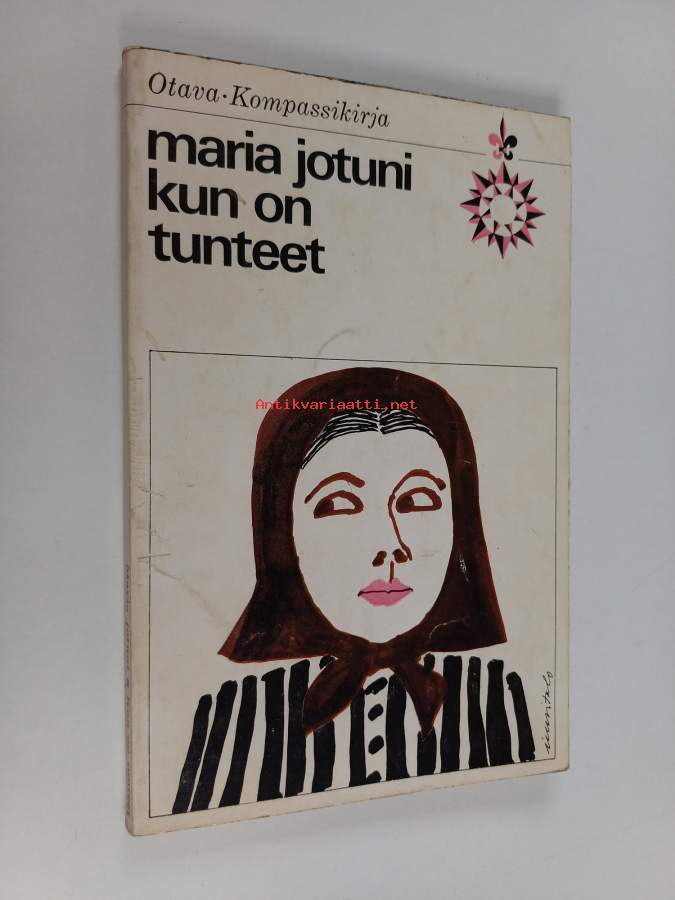 Otava · Kompassikirja
maria jotuni
kun on
tunteet
Antikvariaatti.net